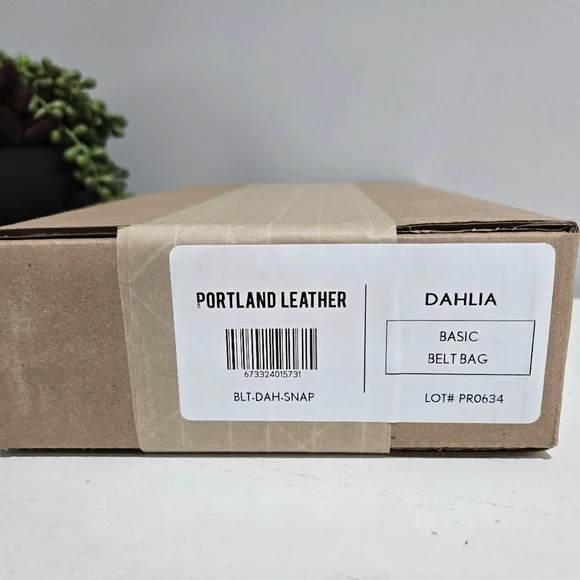 PORTLAND LEATHER
673324015731
BLT-DAH-SNAP
DAHLIA
BASIC
BELT BAG
LOT# PR0634